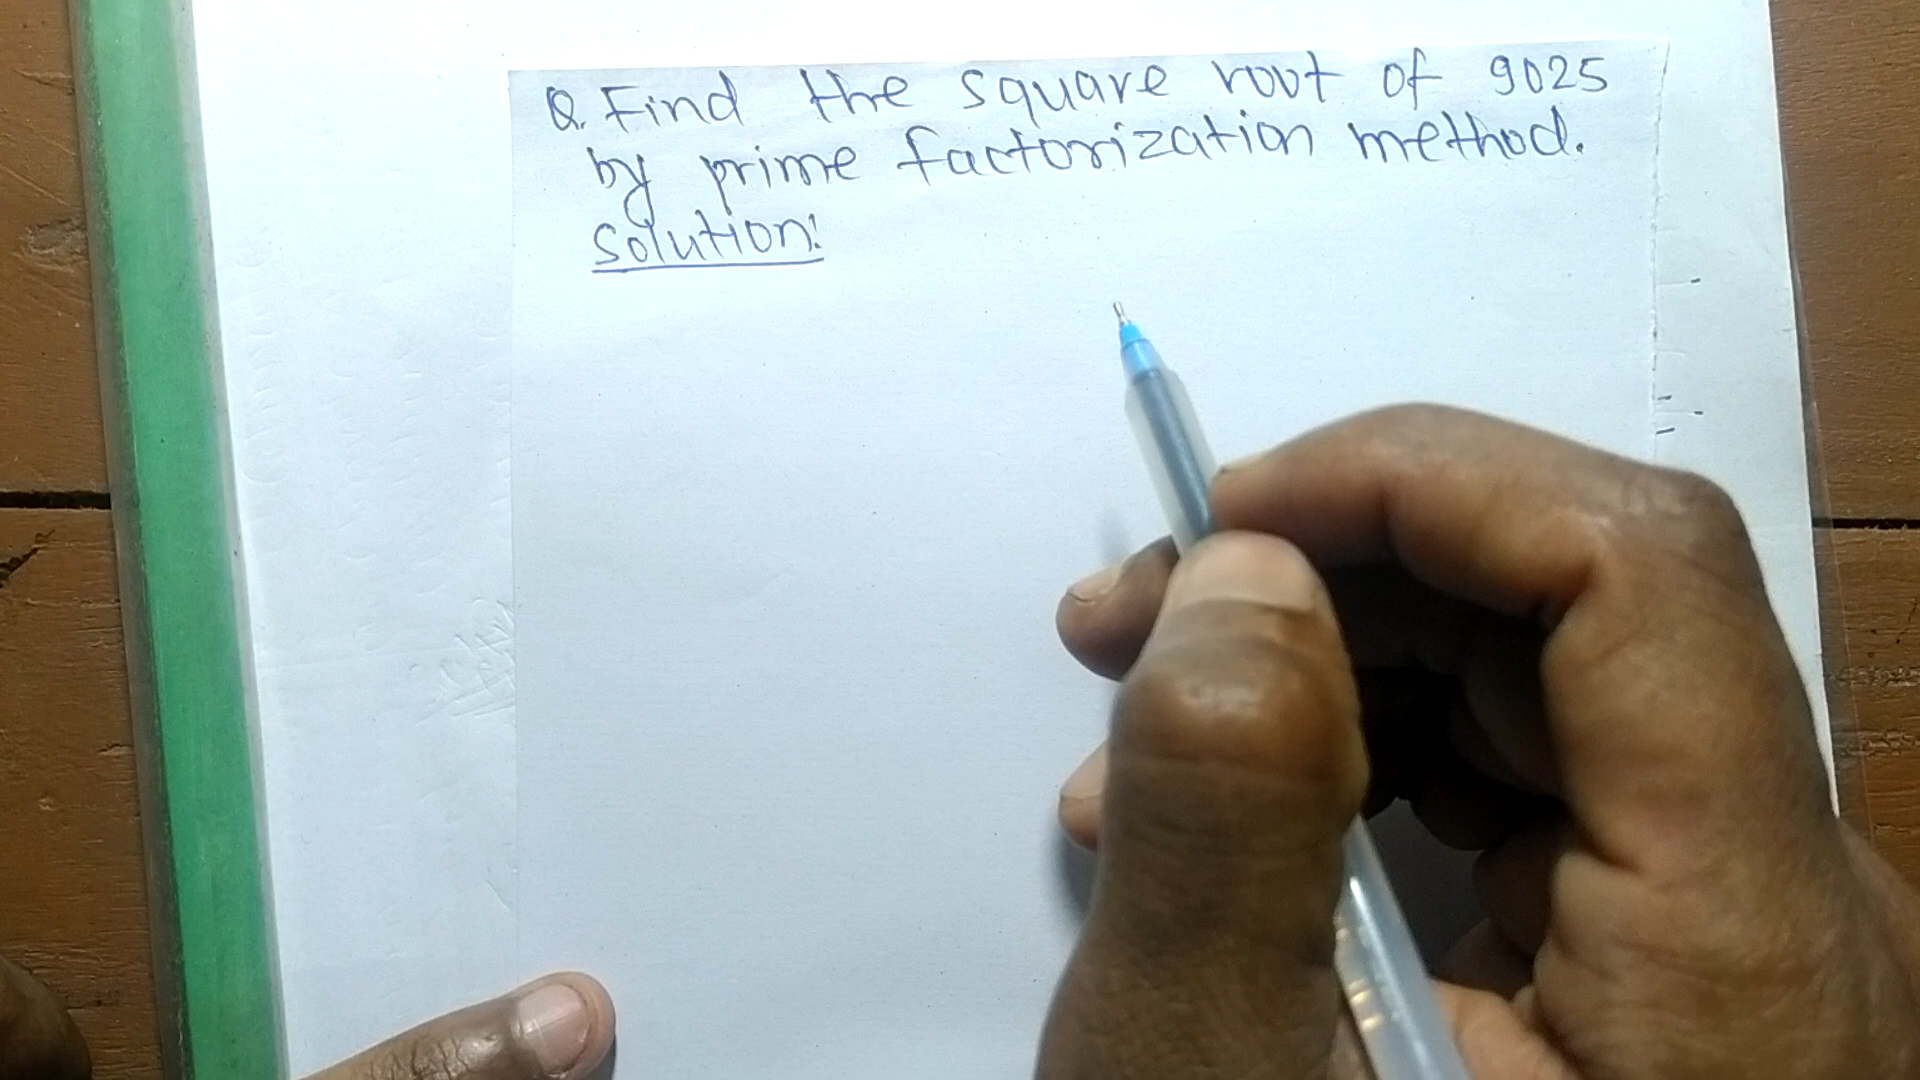 Q. Find the square root of 9025
by prime factorization method.
solution: